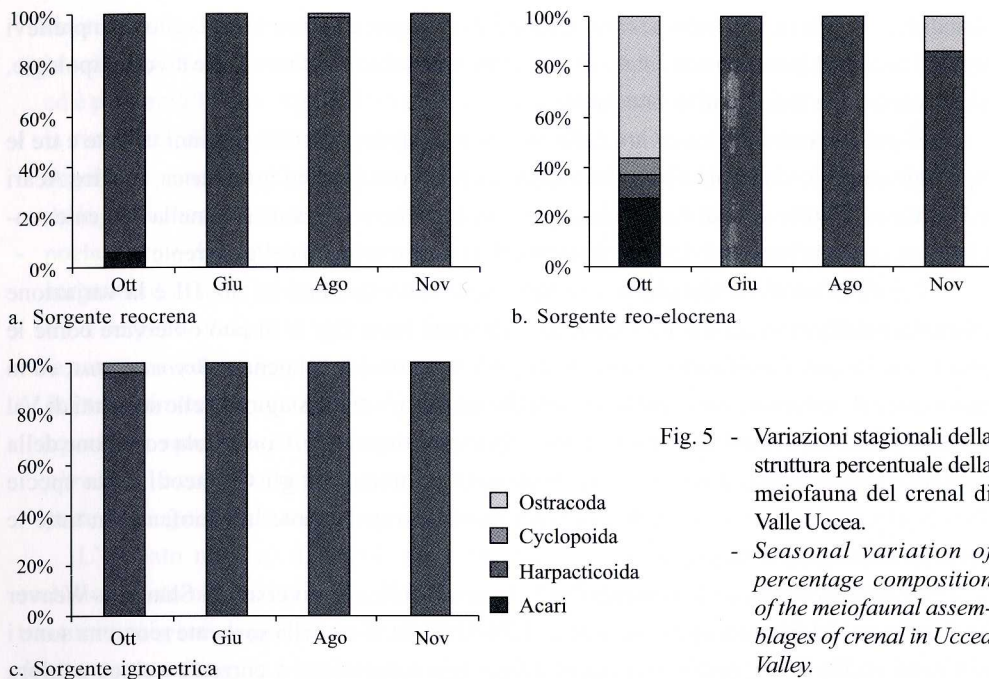 100%
80%
60%
40%
20%
0%
Ott Giu Ago Nov
a. Sorgente reocrena
100%
80%
60%
40%
20%
0%
Ott Giu Ago Nov
b. Sorgente reo-elocrena
100%
80%
60%
40%
20%
0%
Ott Giu Ago Nov
c. Sorgente igropetrica
Ostracoda
Cyclopoida
Harpacticoida
Acari
Fig. 5 - Variazioni stagionali della
struttura percentuale della
meiofauna del crenal di
Valle Uccea.
- Seasonal variation of
percentage composition
of the meiofaunal assem-
blages of crenal in Uccea
Valley.